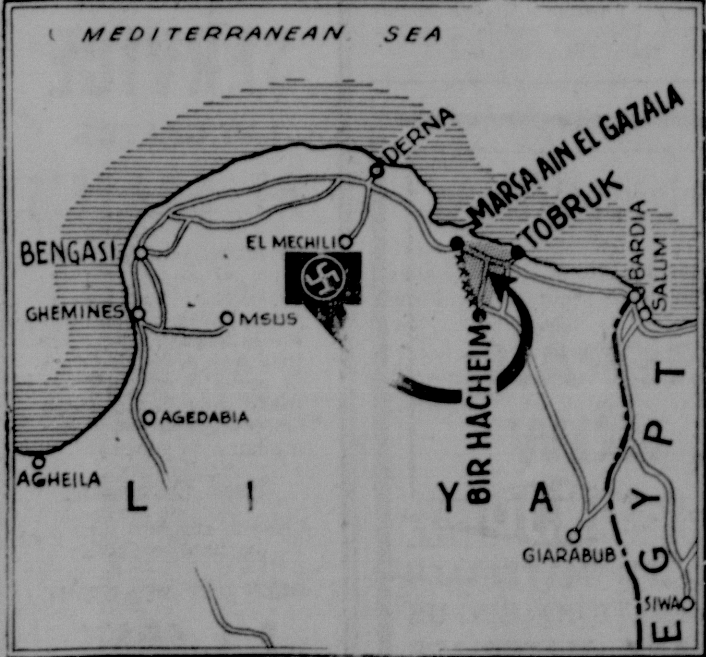 MEDITERRANEAN. SEA
DERNA
MARSA AIN EL GAZALA
TOBRUK
BENGASI
EL MECHILI
BARDIA
SALUM
GHEMINES
MSUS
BIR HACHEIM
AGEDABIA
AGHEILA
L I Y A
EGYPT
GIARABUB
SIWA